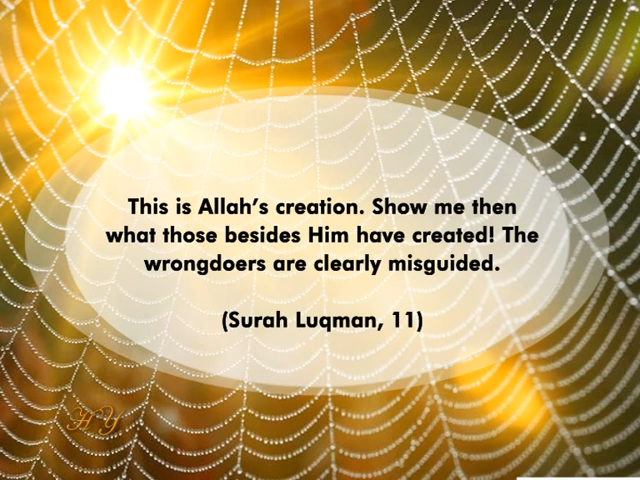 This is Allah’s creation. Show me then
what those besides Him have created! The
wrongdoers are clearly misguided.
(Surah Luqman, 11)
HY